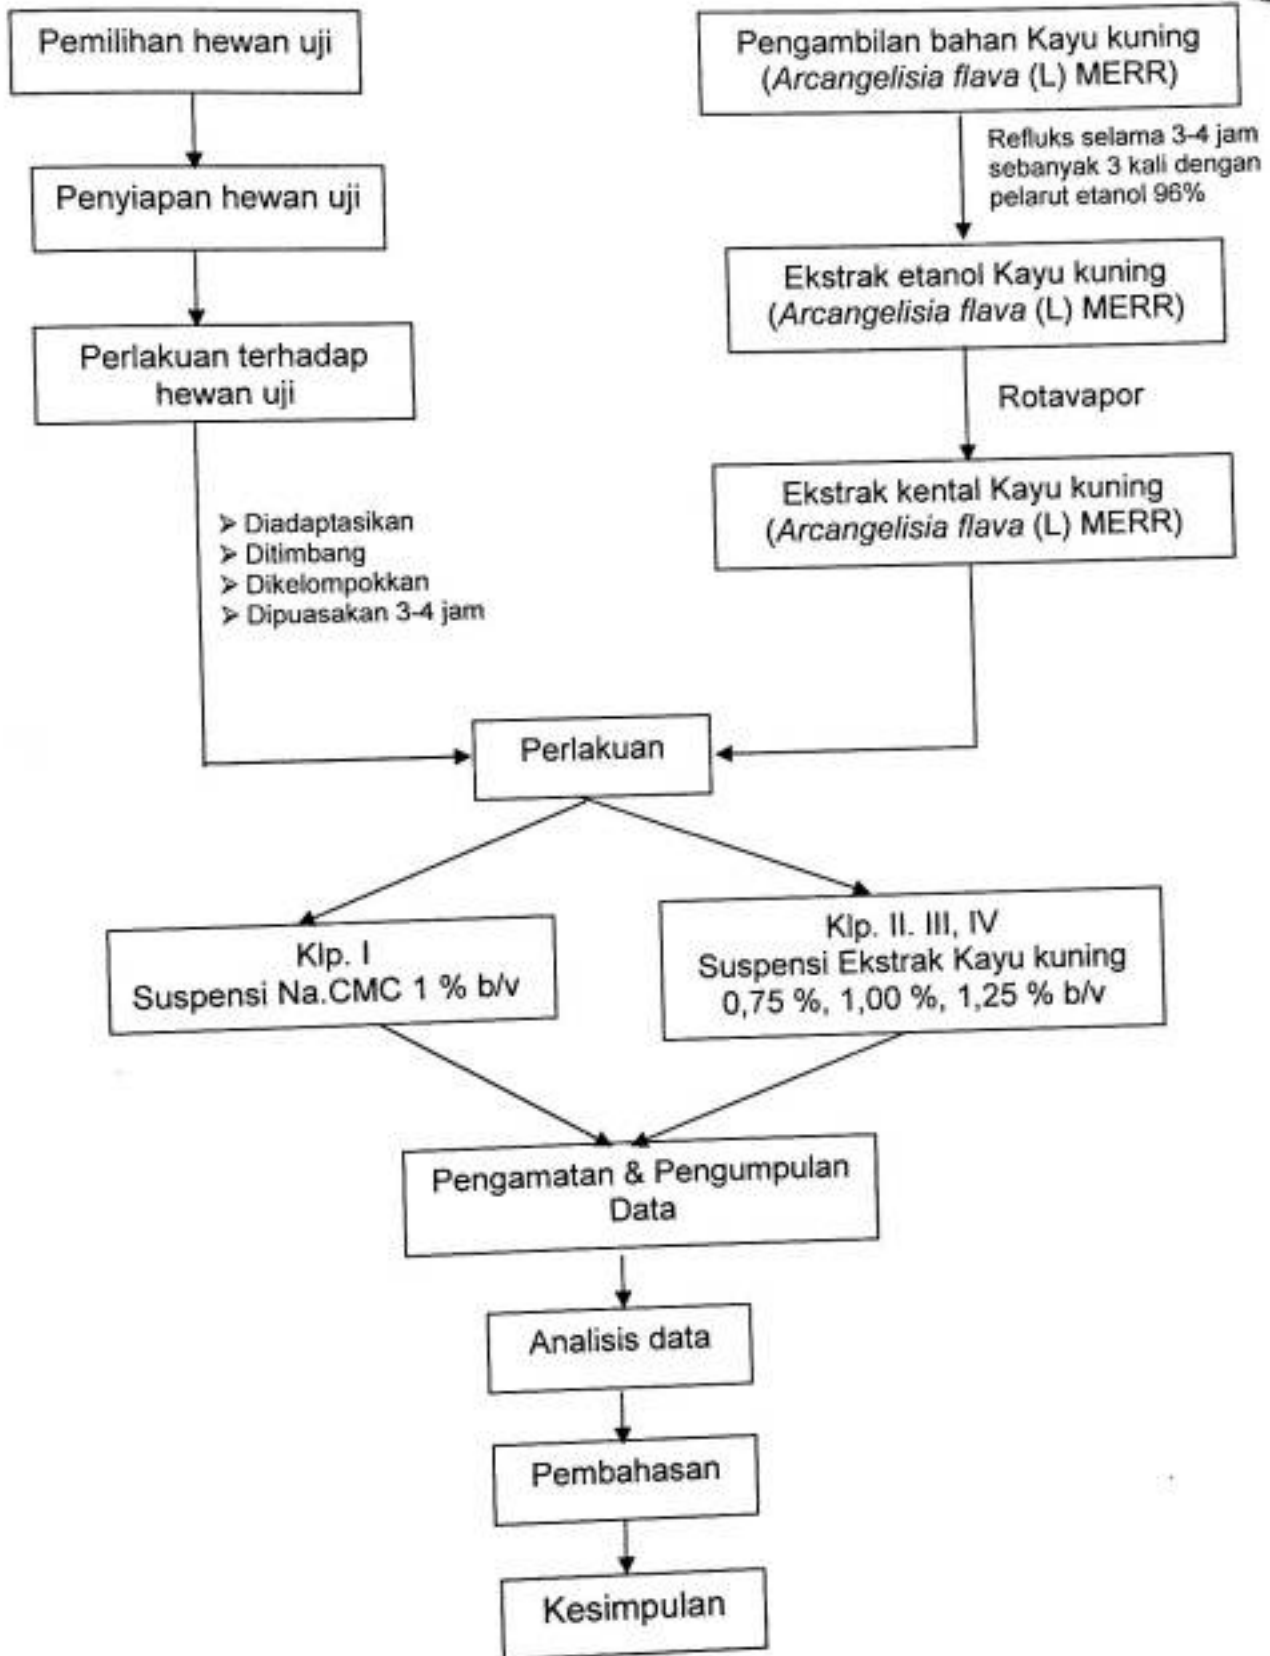 Pemilihan hewan uji
Penyiapan hewan uji
Perlakuan terhadap
hewan uji
➢ Diadaptasikan
➢ Ditimbang
➢ Dikelompokkan
➢ Dipuasakan 3-4 jam
Pengambilan bahan Kayu kuning
(Arcangelisia flava (L) MERR)
Refluks selama 3-4 jam
sebanyak 3 kali dengan
pelarut etanol 96%
Ekstrak etanol Kayu kuning
(Arcangelisia flava (L) MERR)
Rotavapor
Ekstrak kental Kayu kuning
(Arcangelisia flava (L) MERR)
Perlakuan
Klp. I
Suspensi Na.CMC 1 % b/v
Klp. II. III, IV
Suspensi Ekstrak Kayu kuning
0,75 %, 1,00 %, 1,25 % b/v
Pengamatan & Pengumpulan
Data
Analisis data
Pembahasan
Kesimpulan